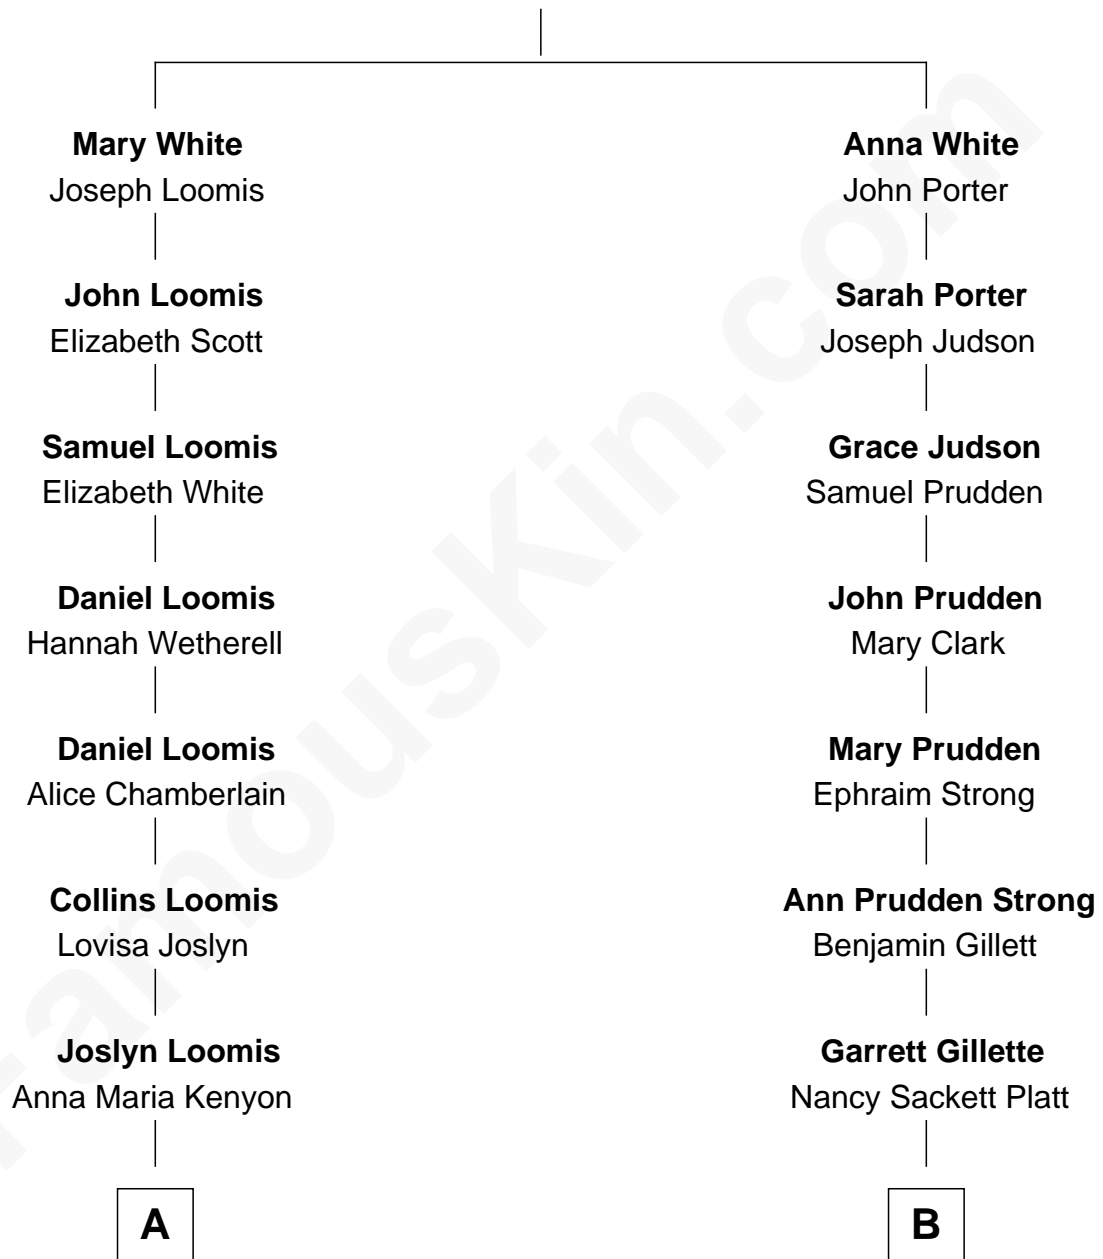 Mary White
Joseph Loomis
John Loomis
Elizabeth Scott
Samuel Loomis
Elizabeth White
Daniel Loomis
Hannah Wetherell
Daniel Loomis
Alice Chamberlain
Collins Loomis
Lovisa Joslyn
Joslyn Loomis
Anna Maria Kenyon
A
Anna White
John Porter
Sarah Porter
Joseph Judson
Grace Judson
Samuel Prudden
John Prudden
Mary Clark
Mary Prudden
Ephraim Strong
Ann Prudden Strong
Benjamin Gillett
Garrett Gillette
Nancy Sackett Platt
B
FamousKin.com